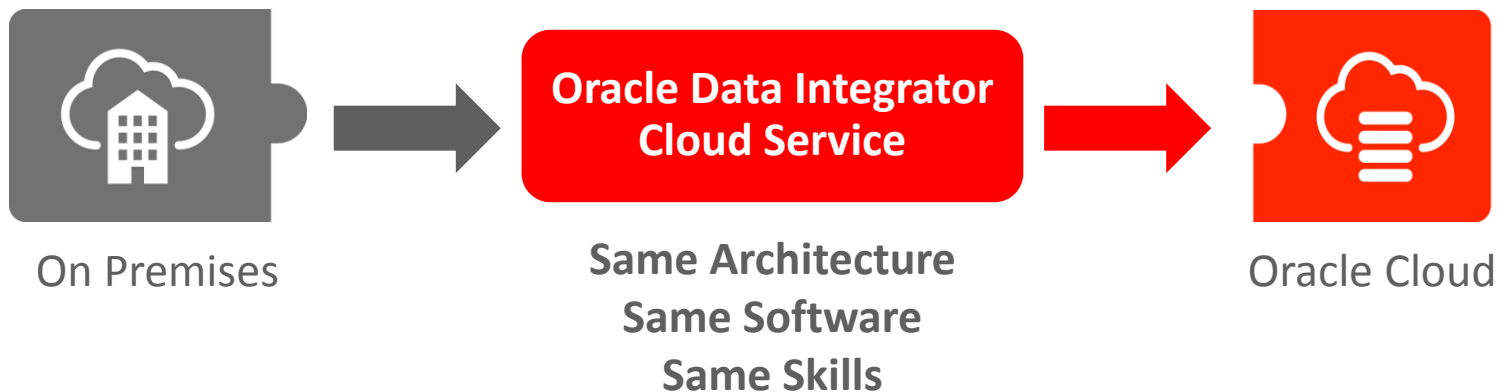 Oracle Data Integrator
Cloud Service
On Premises
Same Architecture
Same Software
Same Skills
Oracle Cloud